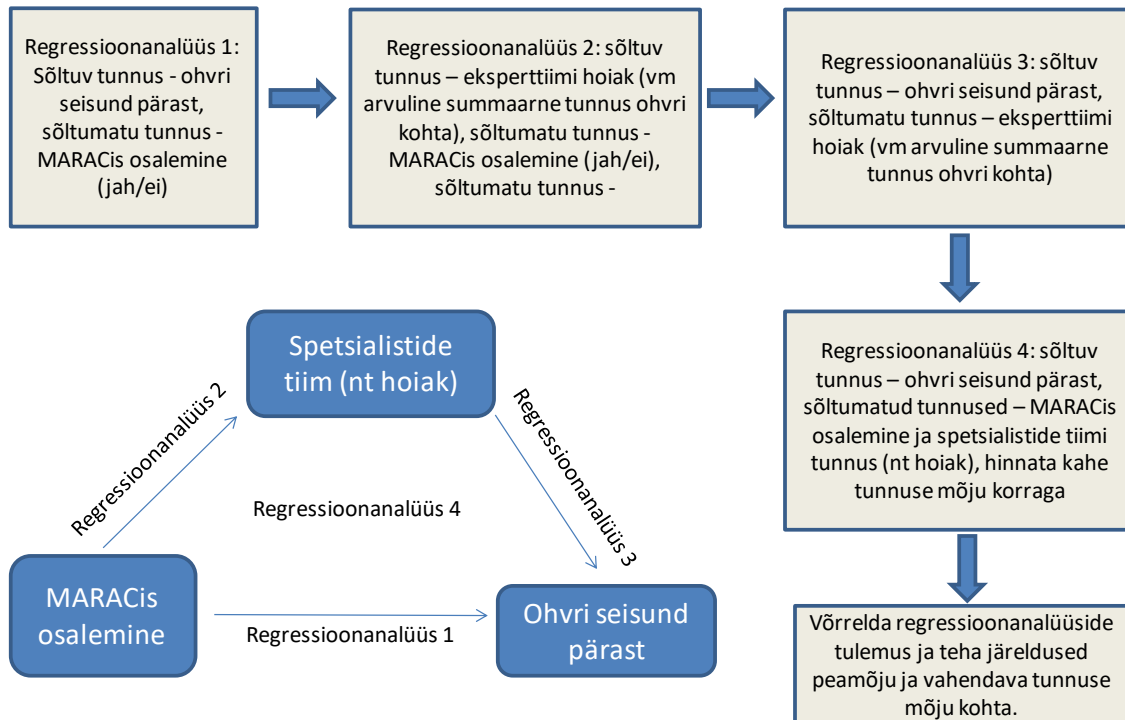 Regressioonanalüüs 1:
Sõltuv tunnus - ohvri
seisund pärast,
sõltumatu tunnus -
MARACis osalemine
(jah/ei)
Regressioonanalüüs 2: sõltuv
tunnus – eksperttiimi hoiak (vm
arvuline summaarne tunnus ohvri
kohta), sõltumatu tunnus -
MARACis osalemine (jah/ei),
sõltumatu tunnus -
Regressioonanalüüs 3: sõltuv
tunnus – ohvri seisund pärast,
sõltumatu tunnus – eksperttiimi
hoiak (vm arvuline summaarne
tunnus ohvri kohta)
Regressioonanalüüs 4: sõltuv
tunnus – ohvri seisund pärast,
sõltumatud tunnused – MARACis
osalemine ja spetsialistide tiimi
tunnus (nt hoiak), hinnata kahe
tunnuse mõju korraga
Võrrelda regressioonanalüüside
tulemus ja teha järeldused
peamõju ja vahendava tunnuse
mõju kohta.
Spetsialistide
tiim (nt hoiak)
Regressioonanalüüs 2
Regressioonanalüüs 3
Regressioonanalüüs 4
MARACis
osalemine
Regressioonanalüüs 1
Ohvri seisund
pärast